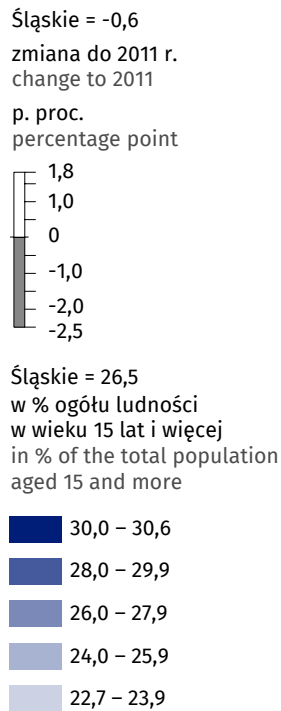 Śląskie = -0,6
zmiana do 2011 r.
change to 2011
p. proc.
percentage point
1,8
1,0
0
-1,0
-2,0
-2,5
Śląskie = 26,5
w % ogółu ludności
w wieku 15 lat i więcej
in % of the total population
aged 15 and more
30,0 – 30,6
28,0 – 29,9
26,0 – 27,9
24,0 – 25,9
22,7 – 23,9